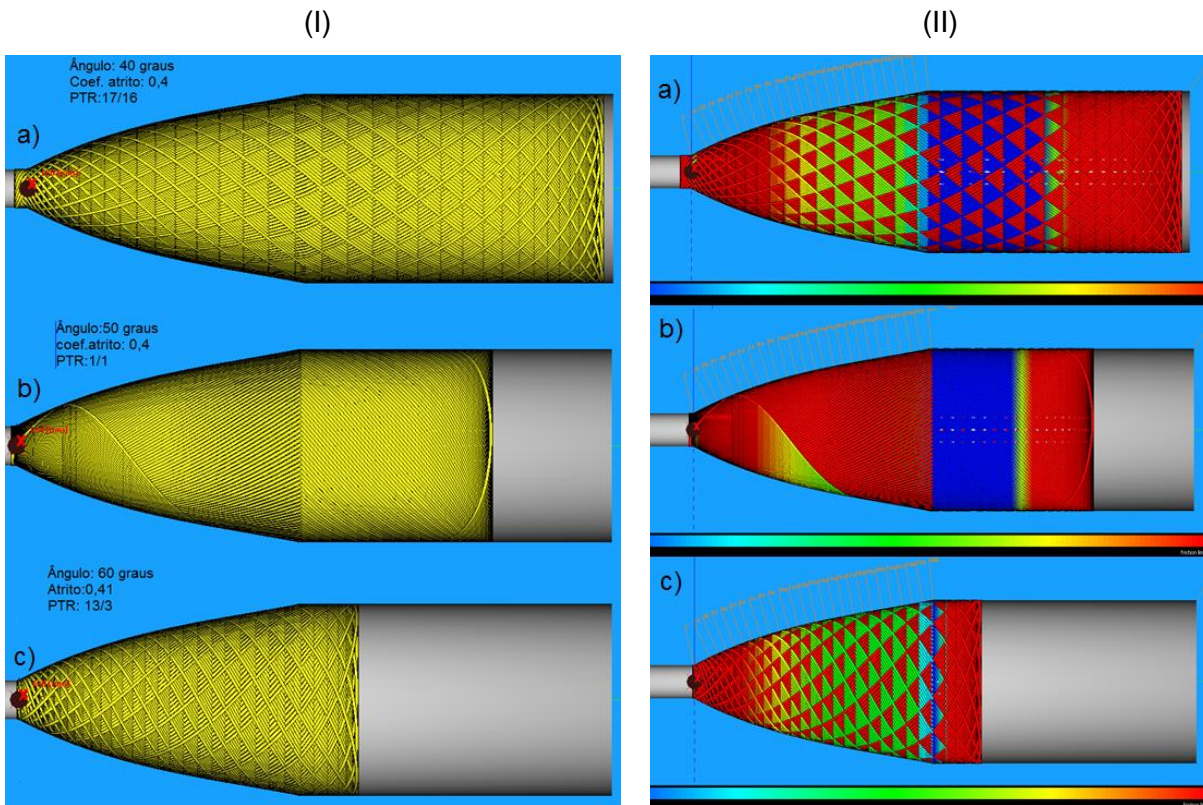 (I)
(II)
Ângulo: 40 graus
Coef. atrito: 0,4
PTR:17/16
a)
a)
Ângulo:50 graus
coef.atrito: 0,4
PTR:1/1
b)
b)
Ângulo: 60 graus
Atrito:0,41
PTR: 13/3
c)
c)